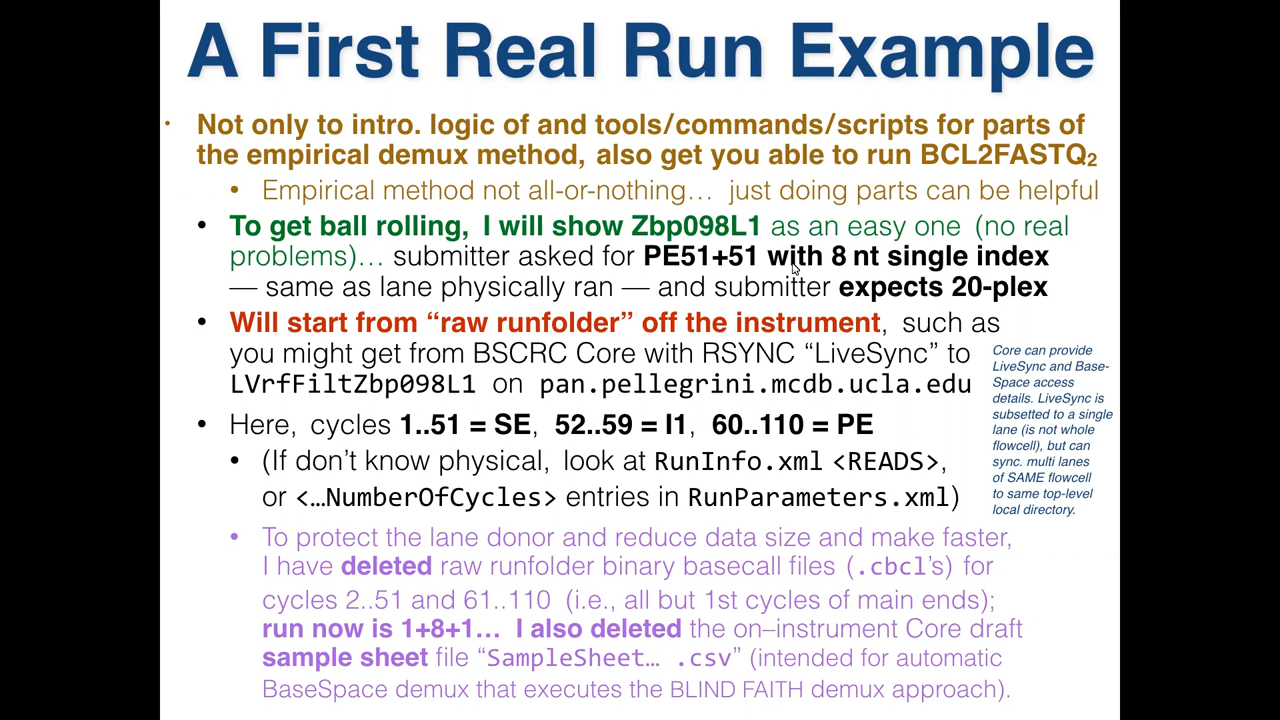 A First Real Run Example
• Not only to intro. logic of and tools/commands/scripts for parts of
the empirical demux method, also get you able to run BCL2FASTQ2
• Empirical method not all-or-nothing… just doing parts can be helpful
• To get ball rolling, I will show Zbp098L1 as an easy one (no real
problems)… submitter asked for PE51+51 with 8 nt single index
— same as lane physically ran — and submitter expects 20-plex
• Will start from “raw runfolder” off the instrument, such as
you might get from BSCRC Core with RSYNC “LiveSync” to
LVrfFiltZbp098L1 on pan.pellegrini.mcdb.ucla.edu
Core can provide
LiveSync and Base-
Space access
details. LiveSync is
subsetted to a single
lane (is not whole
flowcell), but can
sync. multi lanes
of SAME flowcell
to same top-level
local directory.
• Here, cycles 1..51 = SE, 52..59 = I1, 60..110 = PE
• (If don’t know physical, look at RunInfo.xml <READS>,
or <…NumberOfCycles> entries in RunParameters.xml)
• To protect the lane donor and reduce data size and make faster,
I have deleted raw runfolder binary basecall files (.cbcl’s) for
cycles 2..51 and 61..110 (i.e., all but 1st cycles of main ends);
run now is 1+8+1… I also deleted the on–instrument Core draft
sample sheet file “SampleSheet… .csv” (intended for automatic
BaseSpace demux that executes the BLIND FAITH demux approach).